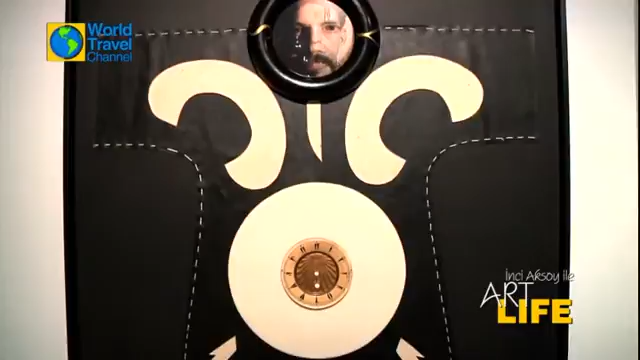 World
Travel
Channel
İnci Aksoy ile
ART
LIFE